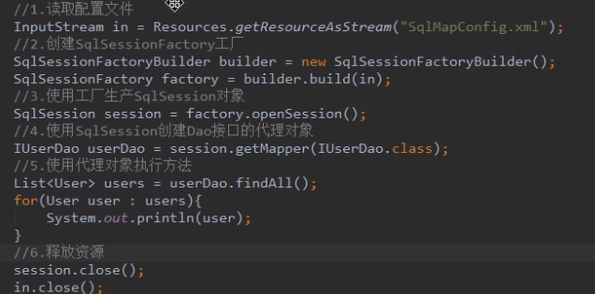 //1.读取配置文件
InputStream in = Resources.getResourceAsStream("SqlMapConfig.xml");
//2.创建SqlSessionFactory工厂
SqlSessionFactoryBuilder builder = new SqlSessionFactoryBuilder();
SqlSessionFactory factory = builder.build(in);
//3.使用工厂生产SqlSession对象
SqlSession session = factory.openSession();
//4.使用SqlSession创建Dao接口的代理对象
IUserDao userDao = session.getMapper(IUserDao.class);
//5.使用代理对象执行方法
List<User> users = userDao.findAll();
for(User user : users){
    System.out.println(user);
}
//6.释放资源
session.close();
in.close();